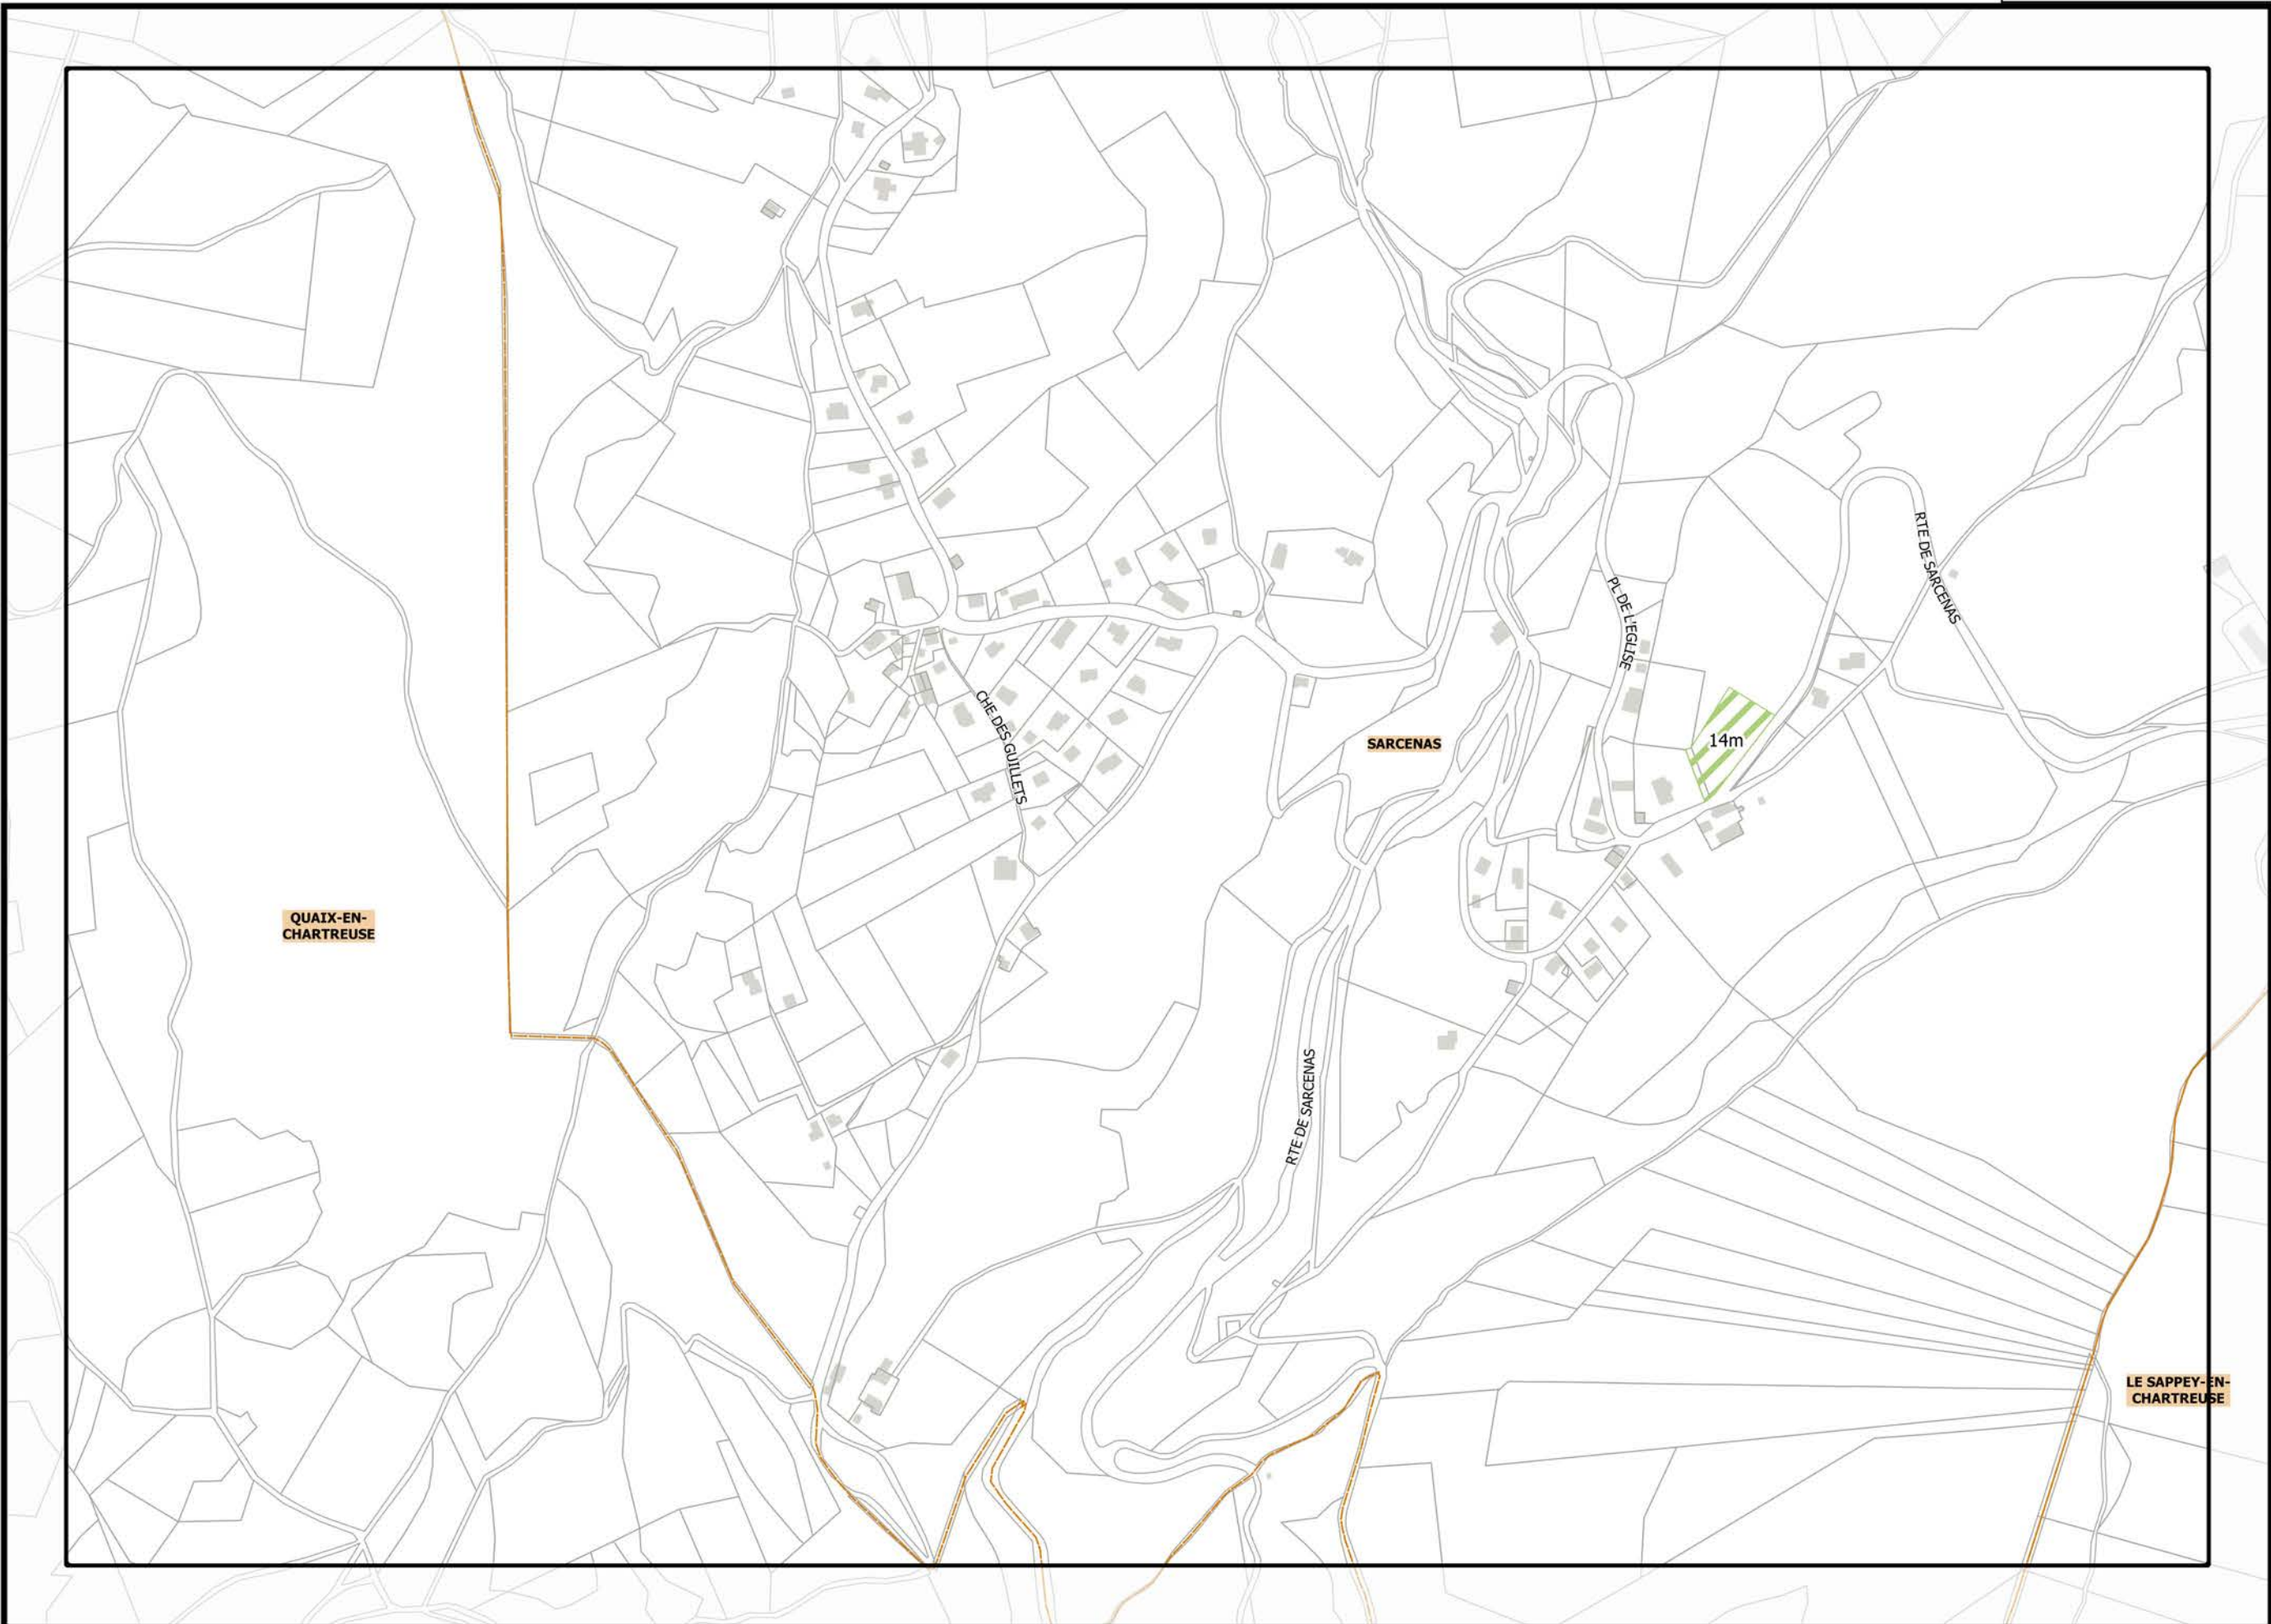 RTE DE SARCENAS
PL DE L'EGLISE
CHE DES GUILLETS
14m
SARCENAS
QUAIX-EN-
CHARTREUSE
RTE DE SARCENAS
LE SAPPEY-EN-
CHARTREUSE